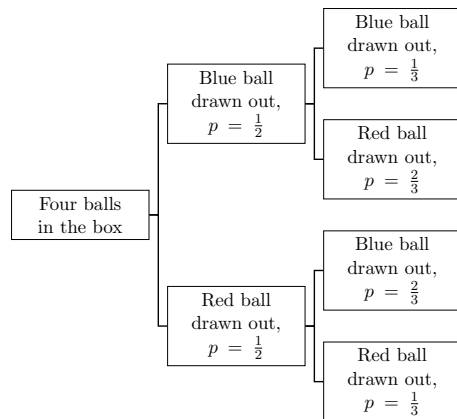 Four balls
in the box
Blue ball
drawn out,
p = 1/2
Blue ball
drawn out,
p = 1/3
Red ball
drawn out,
p = 2/3
Red ball
drawn out,
p = 1/2
Blue ball
drawn out,
p = 2/3
Red ball
drawn out,
p = 1/3